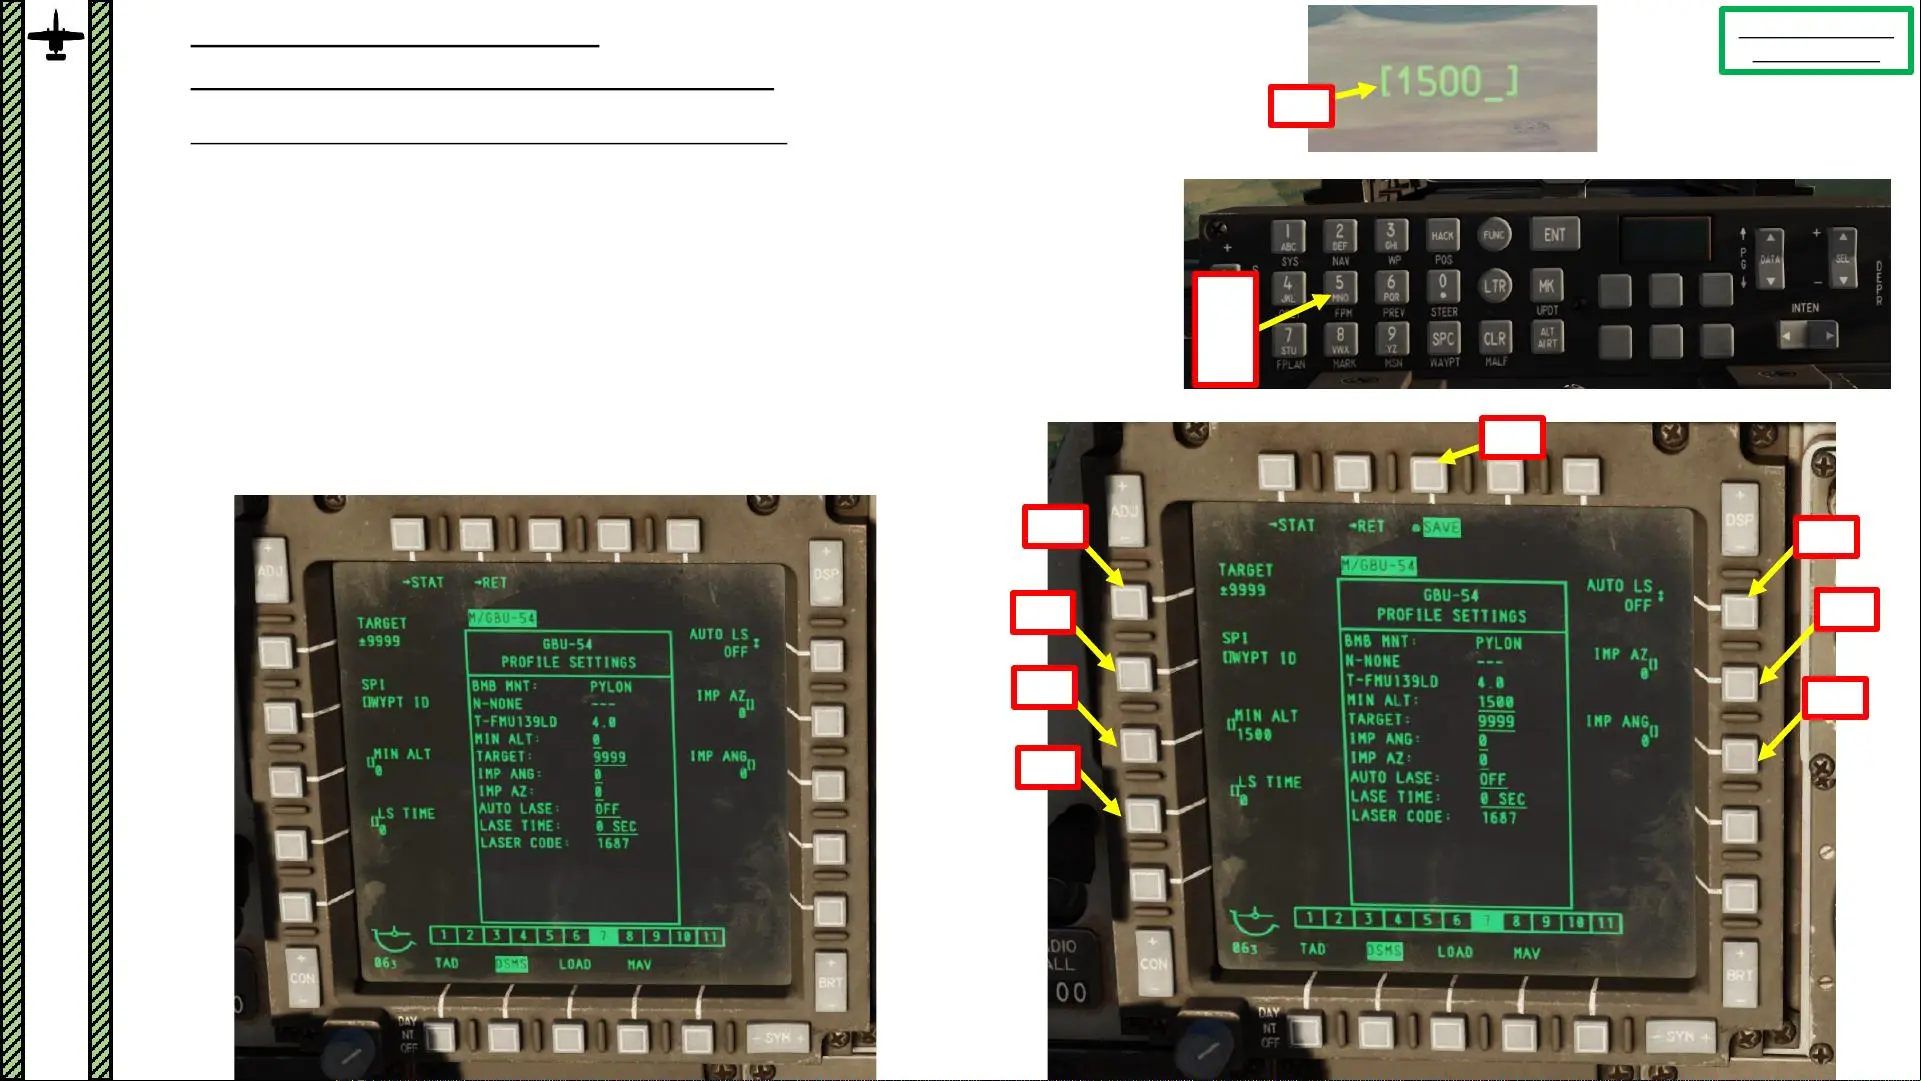 [1500_]
1 2 3 HACK FUNC ENT
ABC DEF GHI
SYS NAV WP POS
4 5 6 0 LTR MK
JKL MNO PQR
FPM PREV STEER UPDT
7 8 9 SPC CLR ALT ALRT
STU VWX YZ
FPLAN MARK MSN WAYPT MALF
+
PG DATA
+ SEL -
DEPR
INTEN
+ ADJ -
+ DSP -
→STAT →RET
M/GBU-54
TARGET
±9999
SPI
[]WYPT ID
[]MIN ALT
0
[]LS TIME
0
GBU-54
PROFILE SETTINGS
BMB MNT: PYLON
N-NONE ---
T-FMU139LD 4.0
MIN ALT: 0
TARGET: 9999
IMP ANG: 0
IMP AZ: 0
AUTO LASE: OFF
LASE TIME: 0 SEC
LASER CODE: 1687
AUTO LS
OFF
IMP AZ[]
0
IMP ANG[]
0
1 2 3 4 5 6 7 8 9 10 11
063 TAD DSMS LOAD MAV
+ CON -
+ BRT -
DAY
NT
OFF
- SYM +
+ ADJ -
DSP -
→STAT →RET SAVE
M/GBU-54
TARGET
±9999
SPI
[]WYPT ID
[]MIN ALT
1500
[]LS TIME
0
GBU-54
PROFILE SETTINGS
BMB MNT: PYLON
N-NONE ---
T-FMU139LD 4.0
MIN ALT: 1500
TARGET: 9999
IMP ANG: 0
IMP AZ: 0
AUTO LASE: OFF
LASE TIME: 0 SEC
LASER CODE: 1687
AUTO LS
OFF
IMP AZ[]
0
IMP ANG[]
0
1 2 3 4 5 6 7 8 9 10 11
063 TAD DSMS LOAD MAV
+ CON -
+ BRT -
00
DAY
NT
OFF
- SYM +